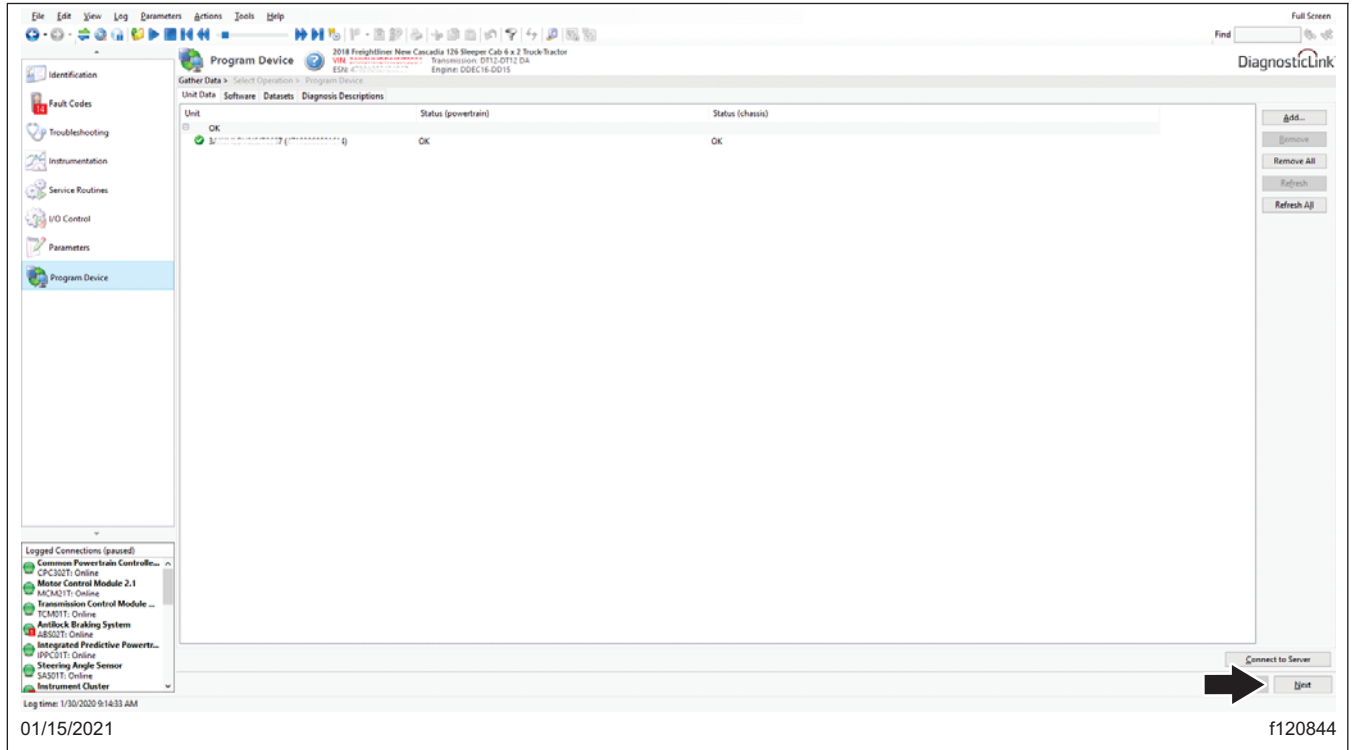 File Edit View Log Parameters Actions Tools Help
Full Screen
Find
Program Device
2018 Freightliner New Cascadia 126 Sleeper Cab 6 x 2 Truck-Tractor
VIN:
Transmission: DT12-DT12 DA
ESN:
Engine: DDEC16-DD15
DiagnosticLink
Gather Data > Select Operation > Program Device
Unit Data Software Datasets Diagnosis Descriptions
Identification
14
Fault Codes
Troubleshooting
Instrumentation
Service Routines
I/O Control
Parameters
Program Device
Unit Status (powertrain) Status (chassis)
OK
OK OK
Add...
Remove
Remove All
Refresh
Refresh All
Logged Connections (paused)
Common Powertrain Controlle...
CPC302T: Online
Motor Control Module 2.1
MCM21T: Online
Transmission Control Module ...
TCM01T: Online
Antilock Braking System
ABS02T: Online
Integrated Predictive Powertr...
IPPC01T: Online
Steering Angle Sensor
SAS01T: Online
Instrument Cluster
Connect to Server
Next
Log time: 1/30/2020 9:14:33 AM
01/15/2021
f120844